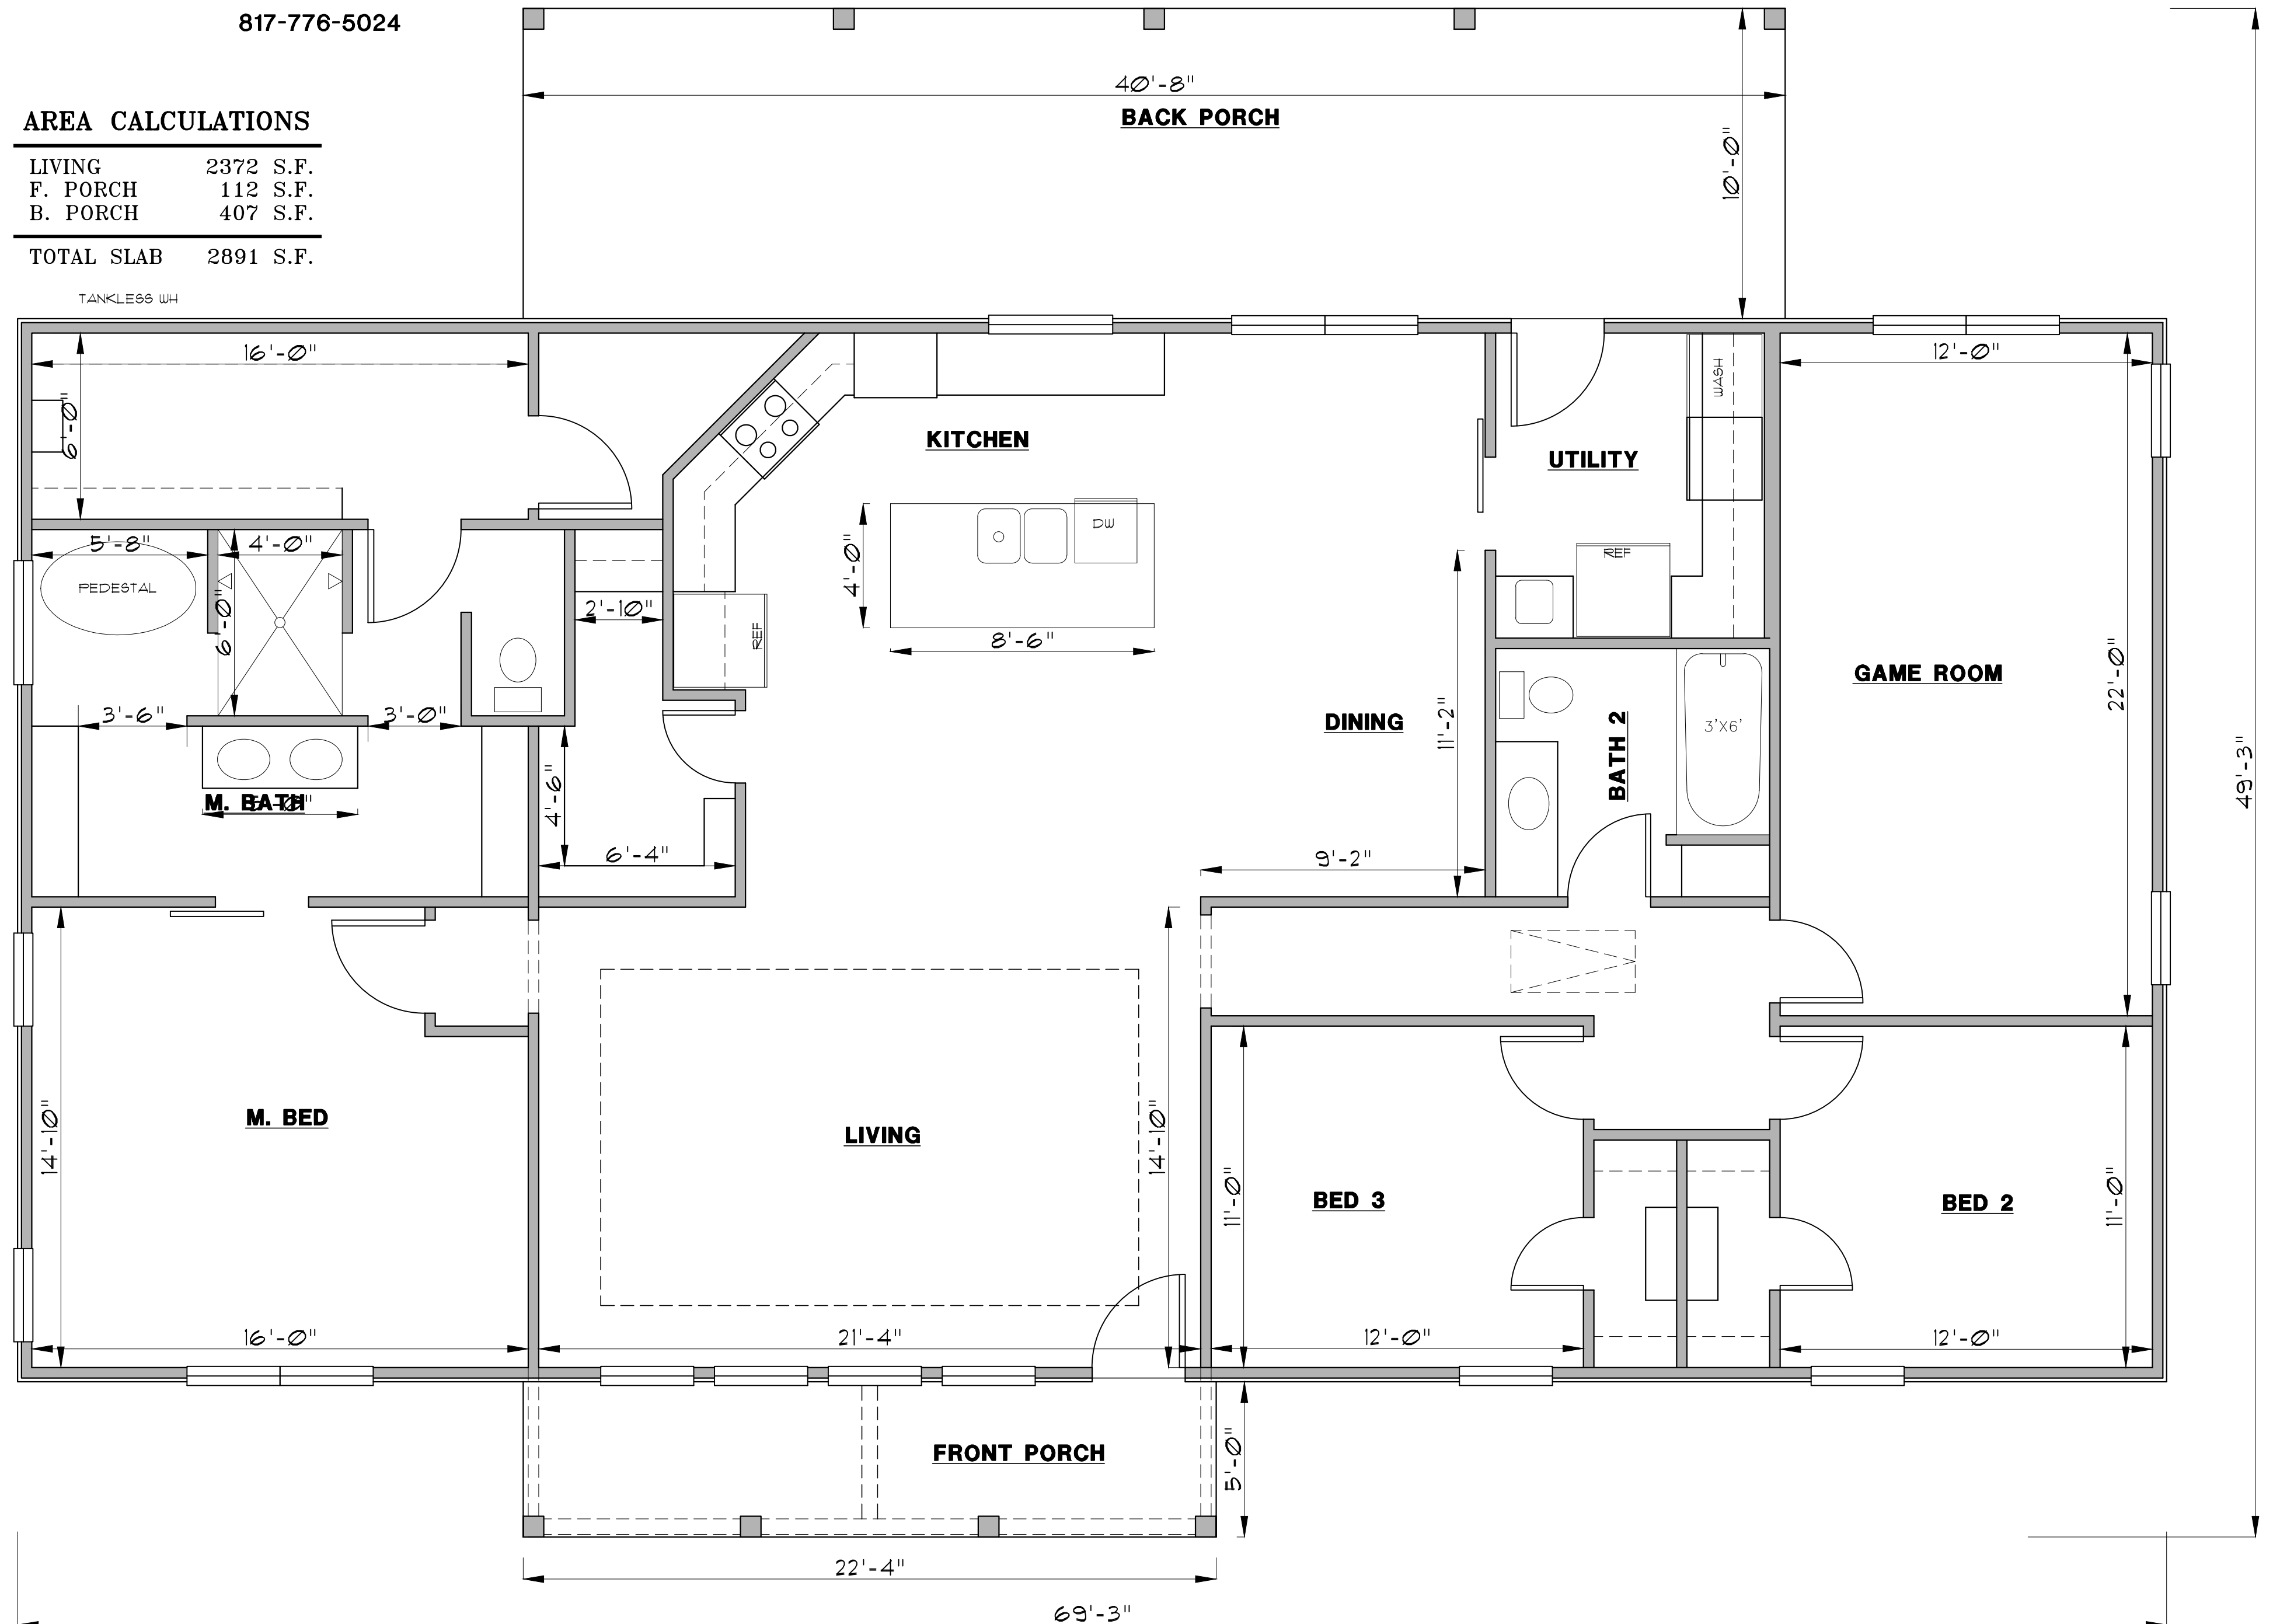 817-776-5024
40'-8"
BACK PORCH
10'-0"
AREA CALCULATIONS
LIVING 2372 S.F.
F. PORCH 112 S.F.
B. PORCH 407 S.F.
TOTAL SLAB 2891 S.F.
TANKLESS WH
16'-0"
6'-0"
12'-0"
WASH
KITCHEN
UTILITY
DW
REF
5'-8"
4'-0"
PEDESTAL
6'-0"
2'-10"
REF
4'-0"
8'-6"
GAME ROOM
22'-0"
3'-6"
3'-0"
DINING
11'-2"
BATH 2
3'X6'
49'-3"
M. BATH
5'-0"
4'-6"
6'-4"
9'-2"
14'-10"
M. BED
LIVING
14'-10"
11'-0"
BED 3
BED 2
11'-0"
16'-0"
21'-4"
12'-0"
12'-0"
FRONT PORCH
5'-0"
22'-4"
69'-3"